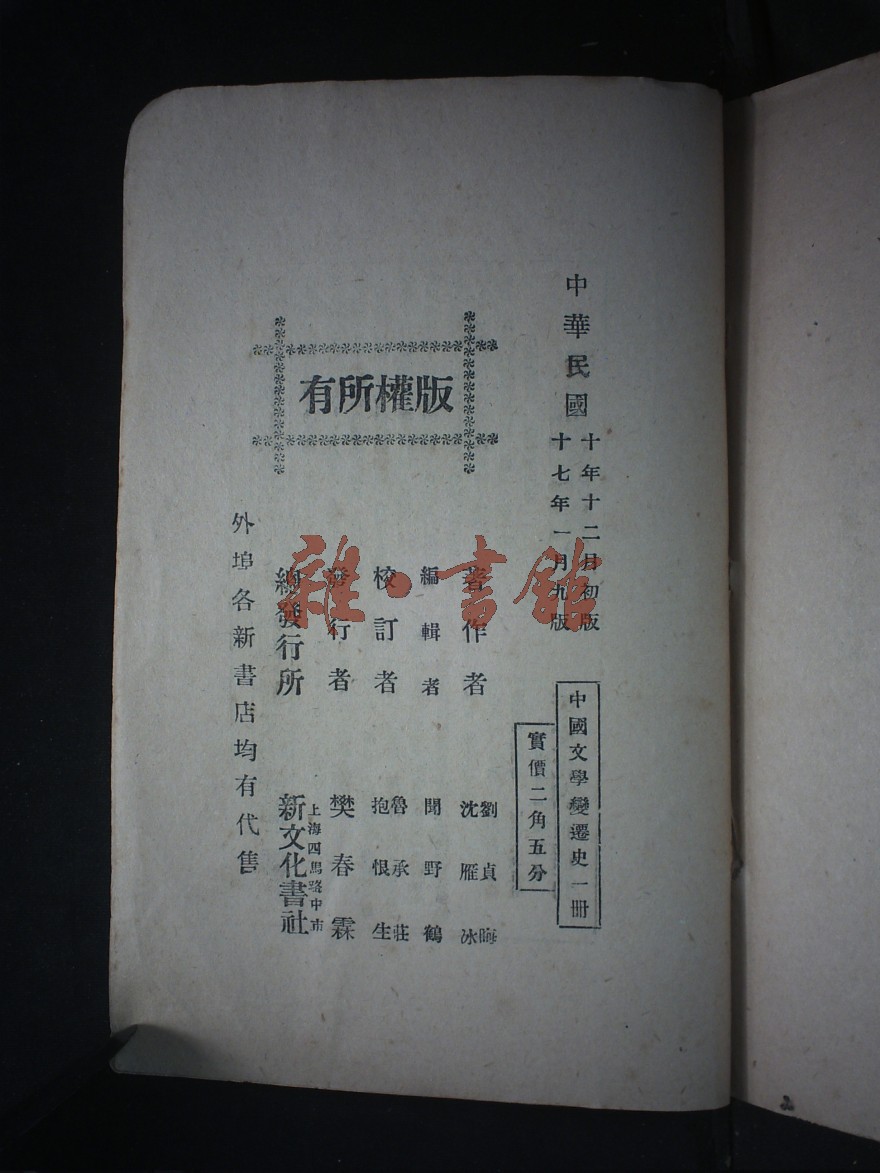 中華民國
十年十二月初版
十七年一月九版
中國文學變遷史一冊
實價二角五分
版權所有
著作者 劉貞晦 沈雁冰
編輯者 聞野鶴
校訂者 魯承莊 抱恨生
發行者 樊春霖
總發行所 上海四馬路中市 新文化書社
外埠各新書店均有代售
雜·書館